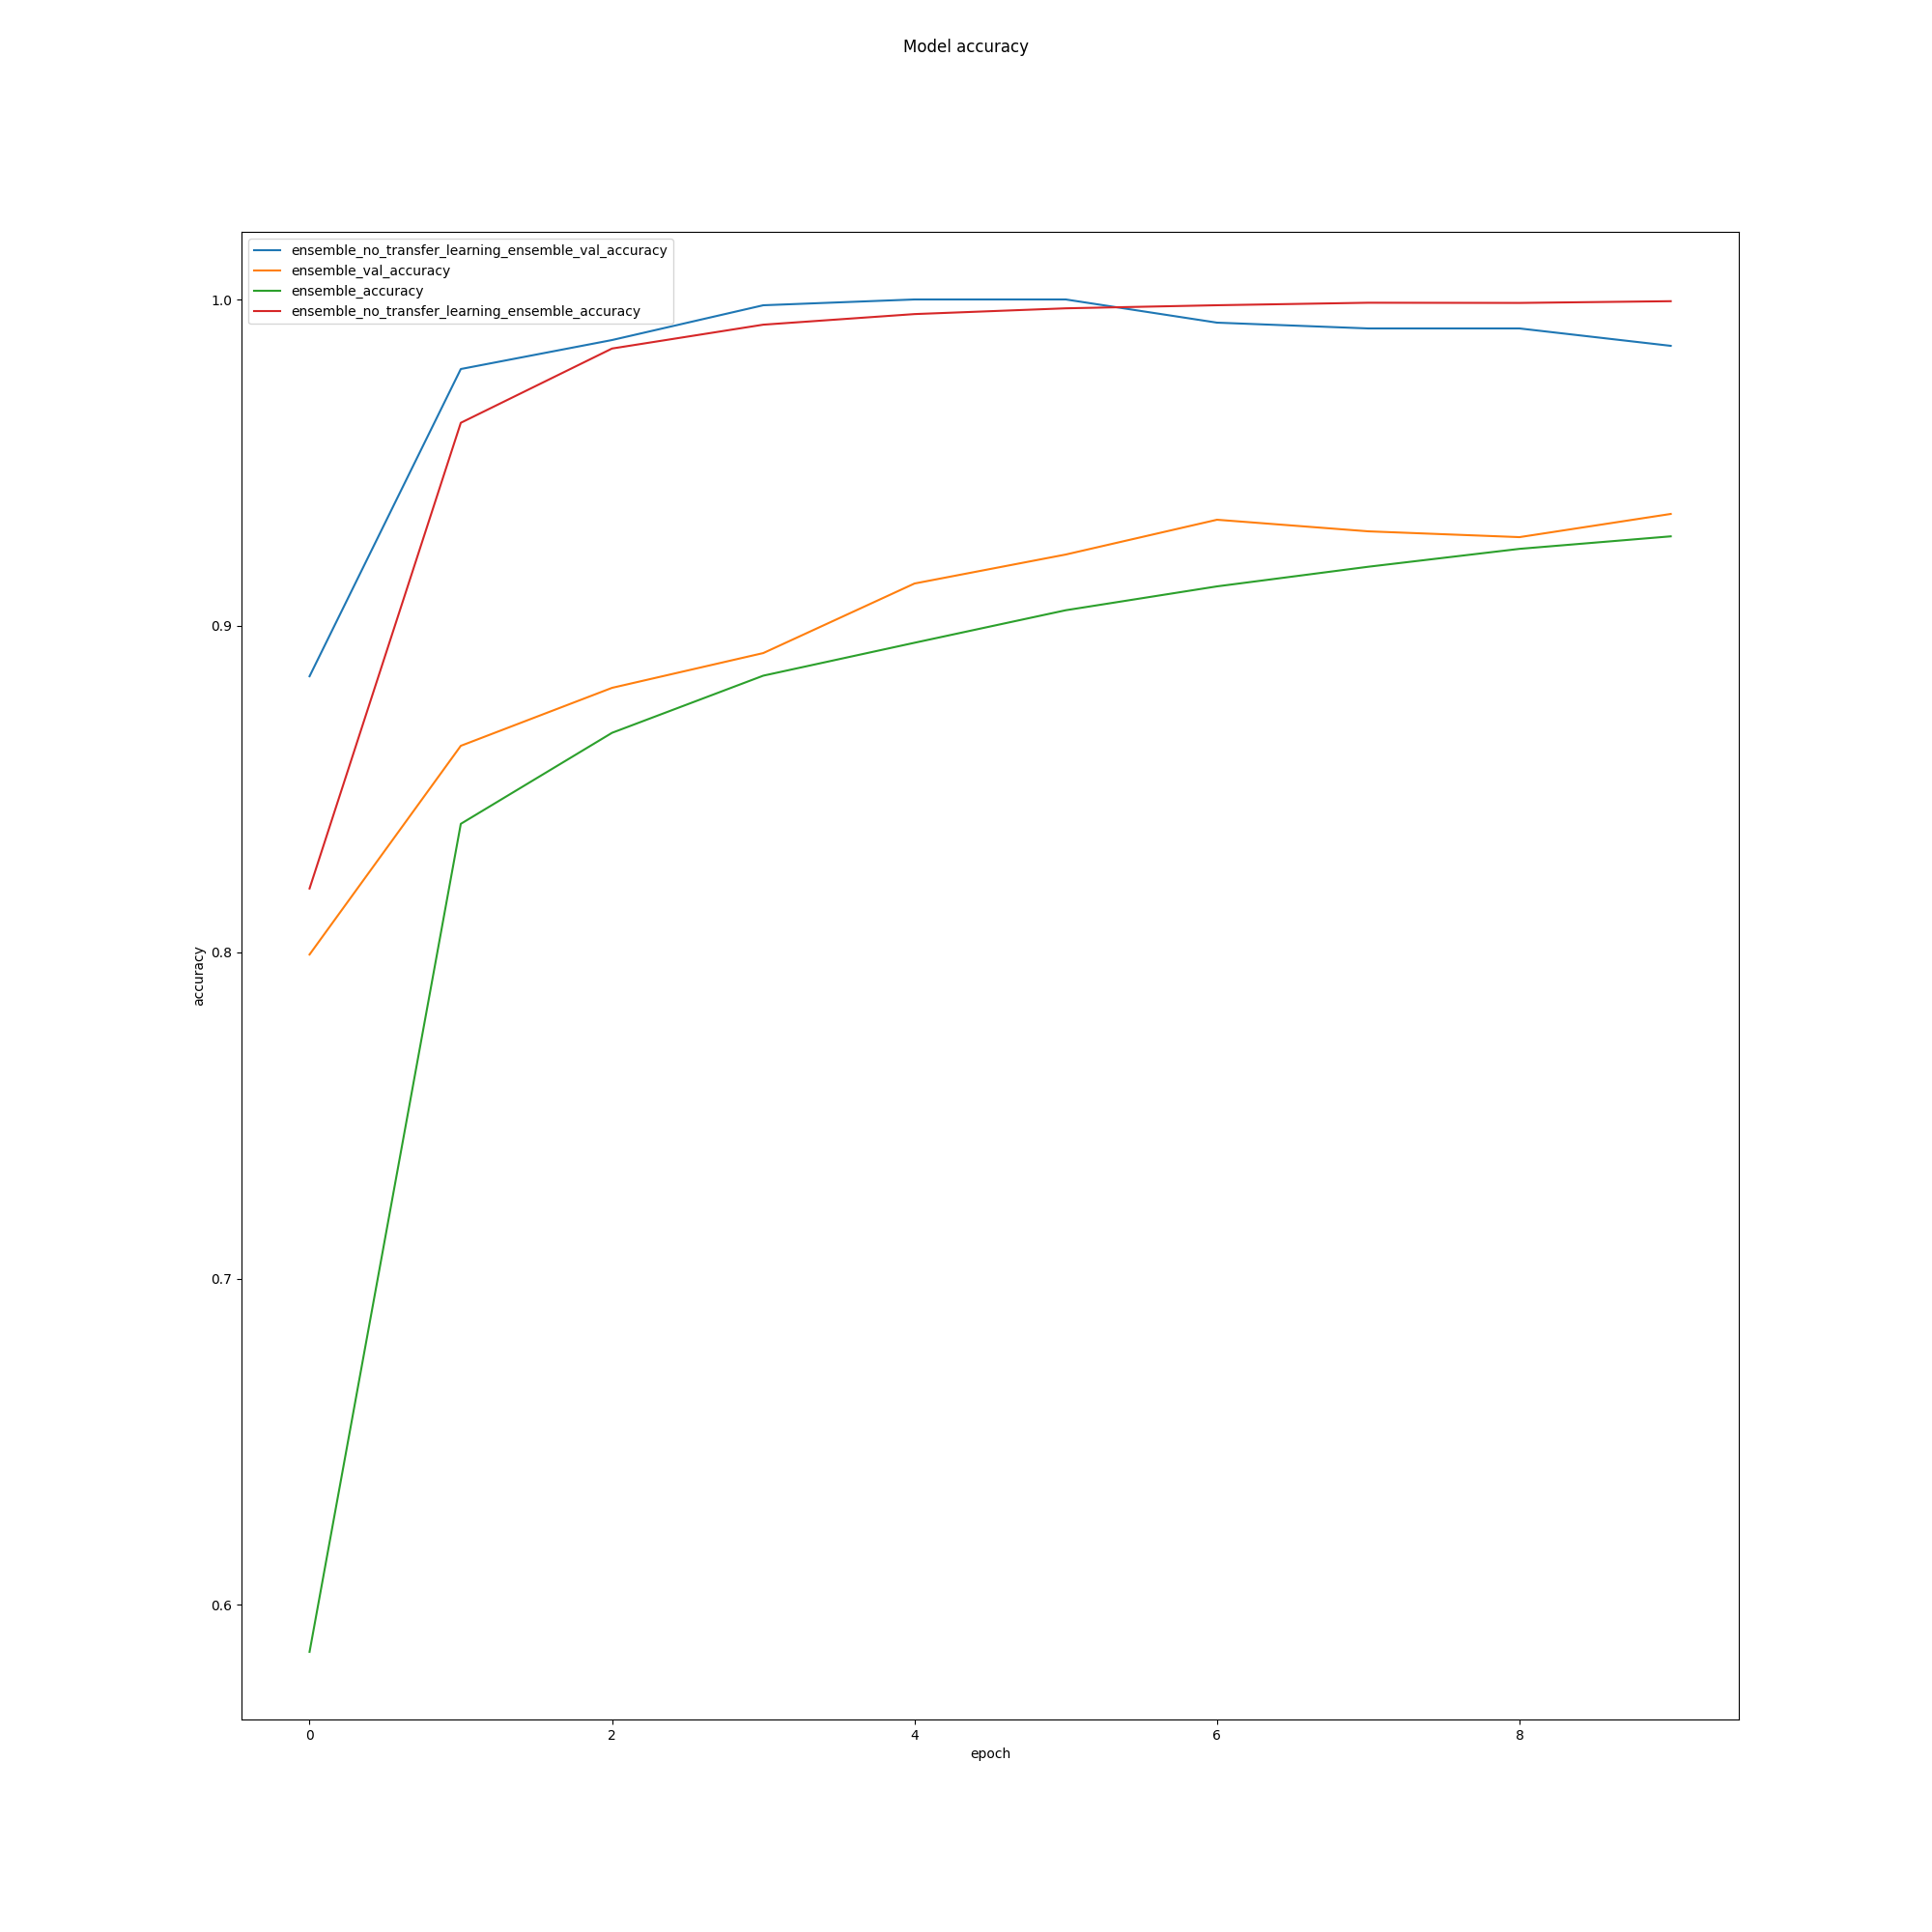 Model accuracy
ensemble_no_transfer_learning_ensemble_val_accuracy
ensemble_val_accuracy
ensemble_accuracy
ensemble_no_transfer_learning_ensemble_accuracy
1.0
0.9
0.8
0.7
0.6
accuracy
0 2 4 6 8
epoch